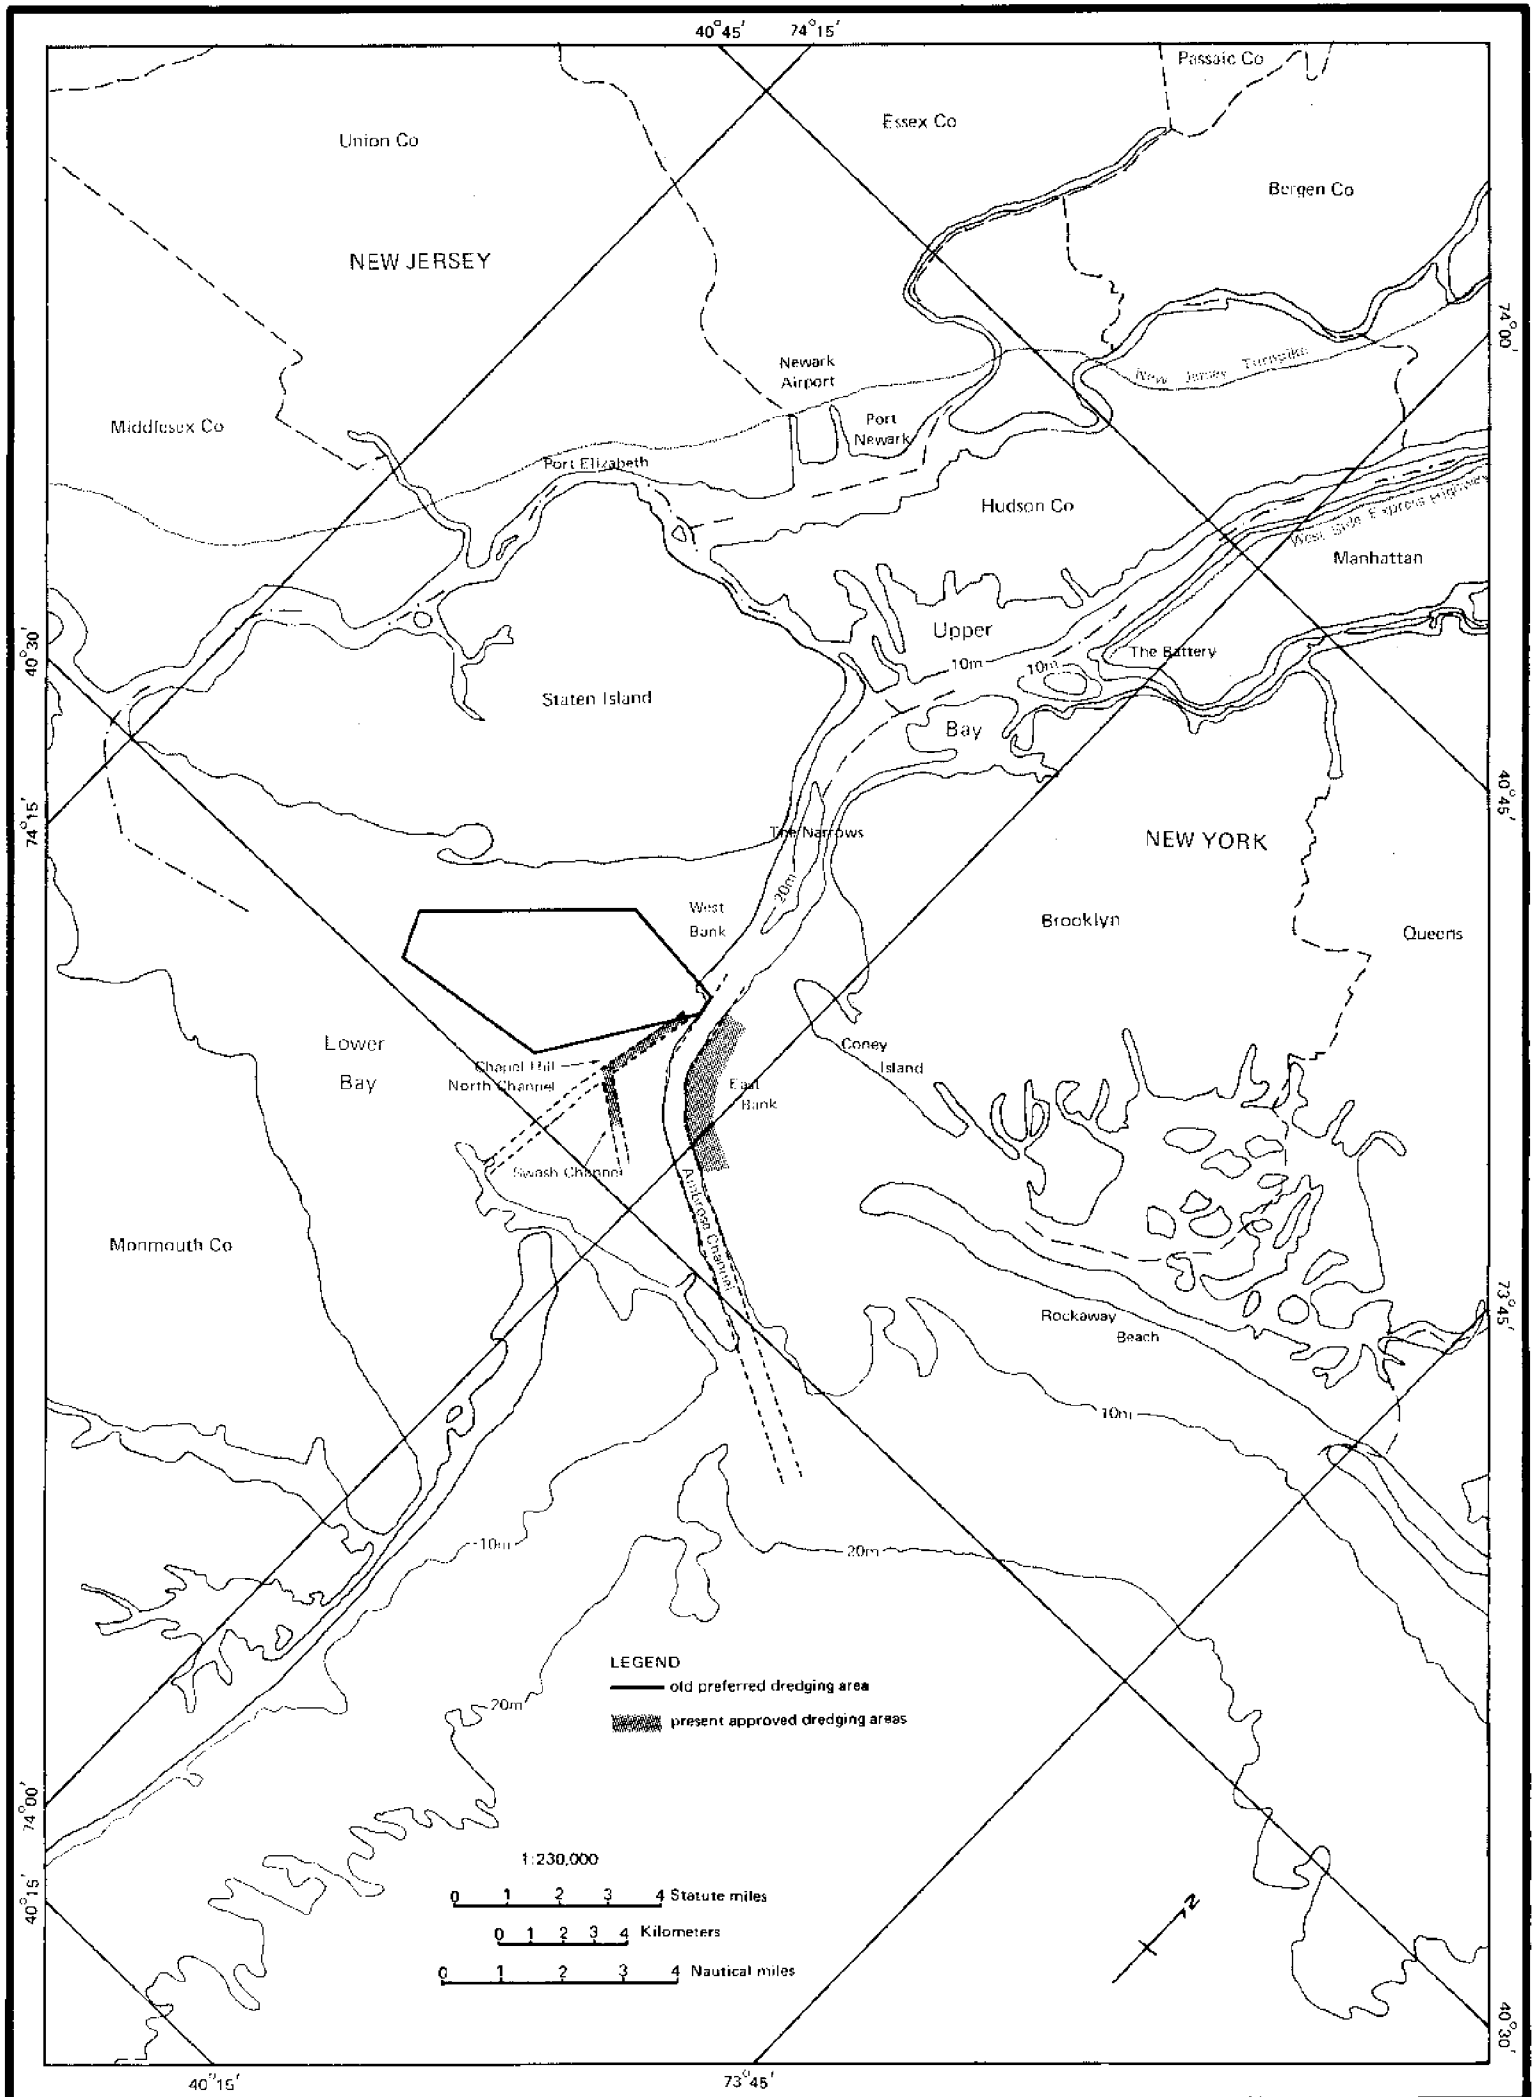 40°45' 74°15'
Passaic Co
Essex Co
Union Co
Bergen Co
NEW JERSEY
74°00'
New Jersey Turnpike
Newark
Airport
Port
Newark
Middlesex Co
Port Elizabeth
Hudson Co
West Side Express Highway
Manhattan
40°30'
Upper
The Battery
10m
10m
Staten Island
Bay
40°45'
74°15'
The Narrows
NEW YORK
20m
West
Bank
Brooklyn
Queens
Lower
Bay
Coney
Island
Chapel Hill
North Channel
East
Bank
Swash Channel
Ambrose Channel
Monmouth Co
73°45'
Rockaway
Beach
10m
10m
20m
LEGEND
old preferred dredging area
20m
present approved dredging areas
74°00'
1:230,000
40°15'
0 1 2 3 4 Statute miles
N
0 1 2 3 4 Kilometers
0 1 2 3 4 Nautical miles
40°30'
40°15'
73°45'